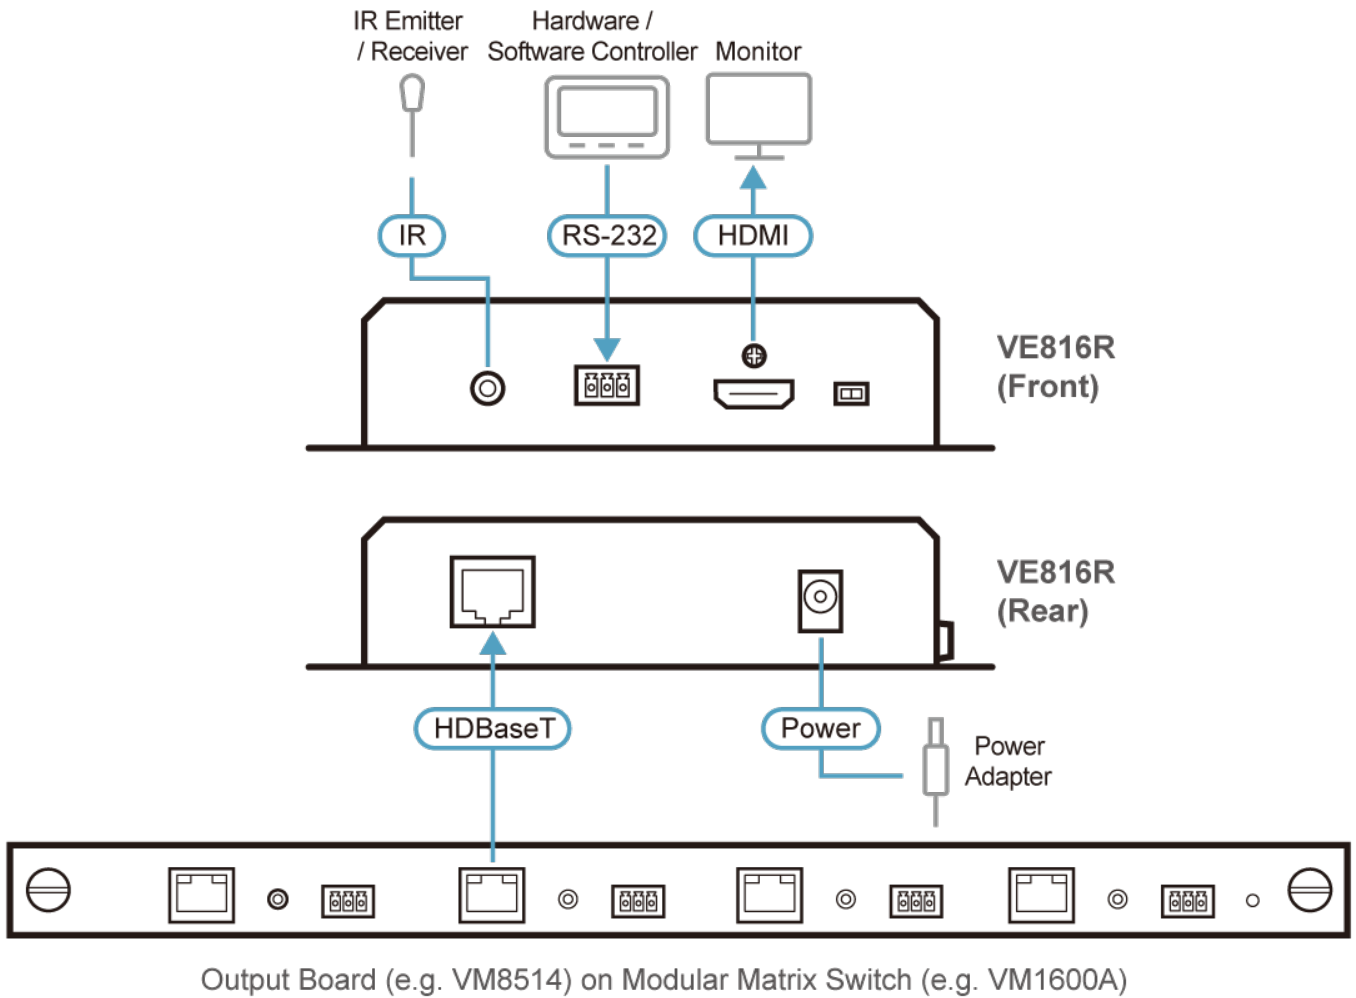 IR Emitter
/ Receiver
Hardware /
Software Controller
Monitor
IR
RS-232
HDMI
VE816R
(Front)
VE816R
(Rear)
HDBaseT
Power
Power
Adapter
Output Board (e.g. VM8514) on Modular Matrix Switch (e.g. VM1600A)